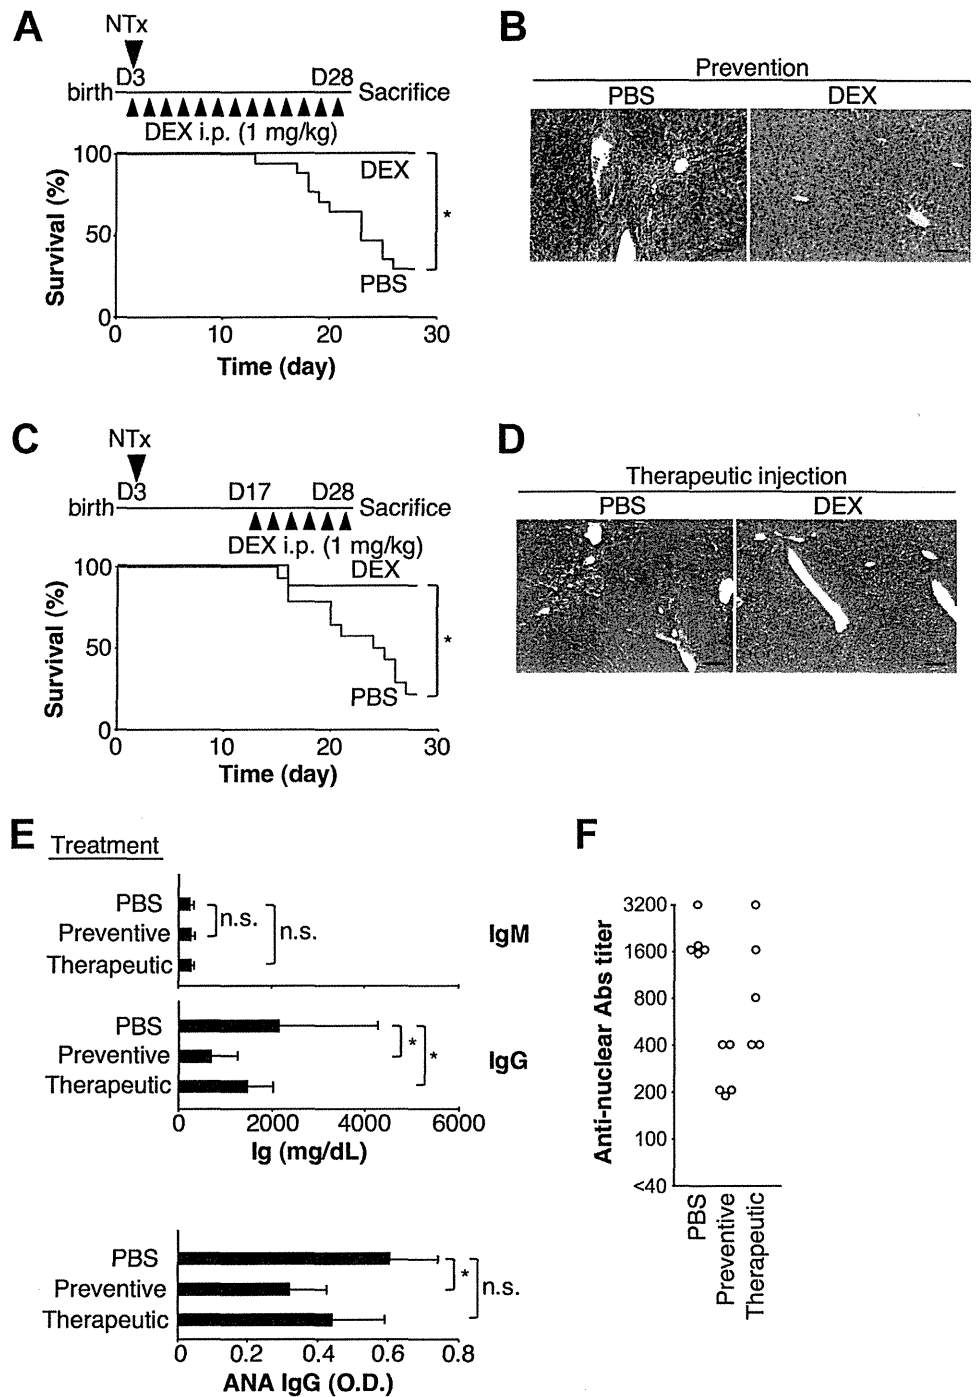 A
NTx
D3 D28
birth Sacrifice
DEX i.p. (1 mg/kg)
100
50
0
Survival (%)
DEX
PBS
*
0 10 20 30
Time (day)
B
Prevention
PBS DEX
C
NTx
D3 D17 D28
birth Sacrifice
DEX i.p. (1 mg/kg)
100
50
0
Survival (%)
DEX
PBS
*
0 10 20 30
Time (day)
D
Therapeutic injection
PBS DEX
E
Treatment
PBS
Preventive
Therapeutic
n.s.
n.s.
IgM
PBS
Preventive
Therapeutic
*
*
IgG
0 2000 4000 6000
Ig (mg/dL)
PBS
Preventive
Therapeutic
*
n.s.
0 0.2 0.4 0.6 0.8
ANA IgG (O.D.)
F
Anti-nuclear Abs titer
3200
1600
800
400
200
100
<40
PBS
Preventive
Therapeutic